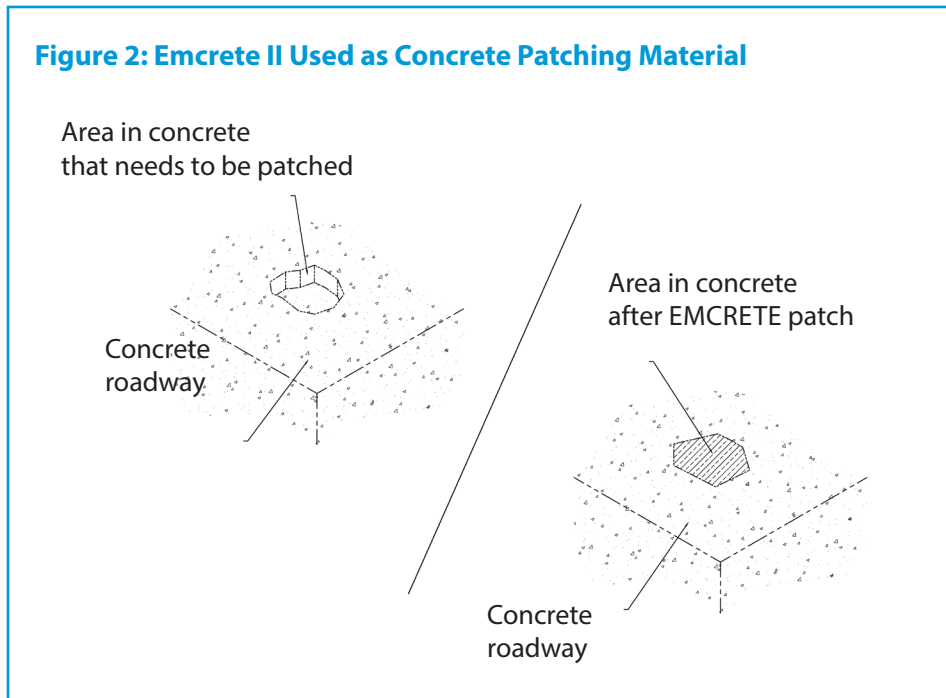 Figure 2: Emcrete II Used as Concrete Patching Material
Area in concrete
that needs to be patched
Concrete
roadway
Area in concrete
after EMCRETE patch
Concrete
roadway